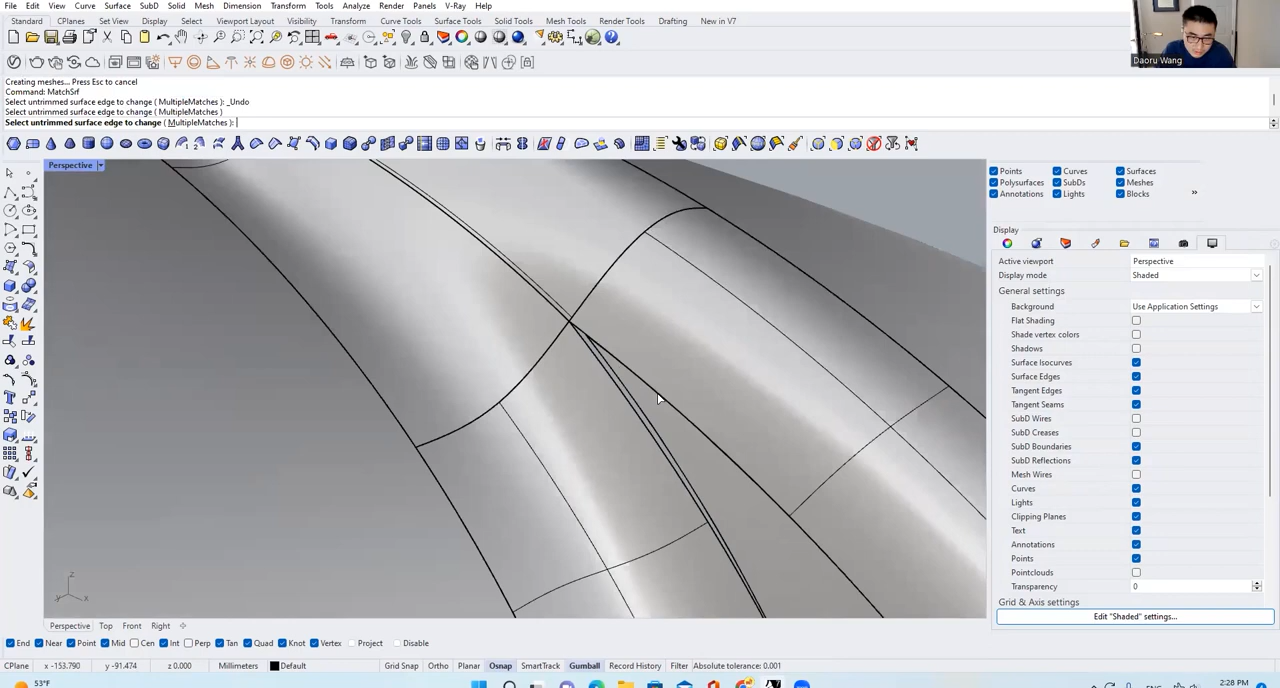 File Edit View Curve Surface SubD Solid Mesh Dimension Transform Tools Analyze Render Panels V-Ray Help
Standard CPlanes Set View Display Select Viewport Layout Visibility Transform Curve Tools Surface Tools Solid Tools Mesh Tools Render Tools Drafting New in V7
Daoru Wang
Creating meshes... Press Esc to cancel
Command: MatchSrf
Select untrimmed surface edge to change ( MultipleMatches ): _Undo
Select untrimmed surface edge to change ( MultipleMatches )
Select untrimmed surface edge to change ( MultipleMatches ):
Perspective
Points Curves Surfaces
Polysurfaces SubDs Meshes
Annotations Lights Blocks
Display
Active viewport Perspective
Display mode Shaded
General settings
Background Use Application Settings
Flat Shading
Shade vertex colors
Shadows
Surface Isocurves
Surface Edges
Tangent Edges
Tangent Seams
SubD Wires
SubD Creases
SubD Boundaries
SubD Reflections
Mesh Wires
Curves
Lights
Clipping Planes
Text
Annotations
Points
Pointclouds
Transparency 0
Grid & Axis settings
Edit "Shaded" settings...
z
y x
Perspective Top Front Right
End Near Point Mid Cen Int Perp Tan Quad Knot Vertex Project Disable
CPlane x -153.790 y -91.474 z 0.000 Millimeters Default Grid Snap Ortho Planar Osnap SmartTrack Gumball Record History Filter Absolute tolerance: 0.001
53°F
ENG
2:28 PM